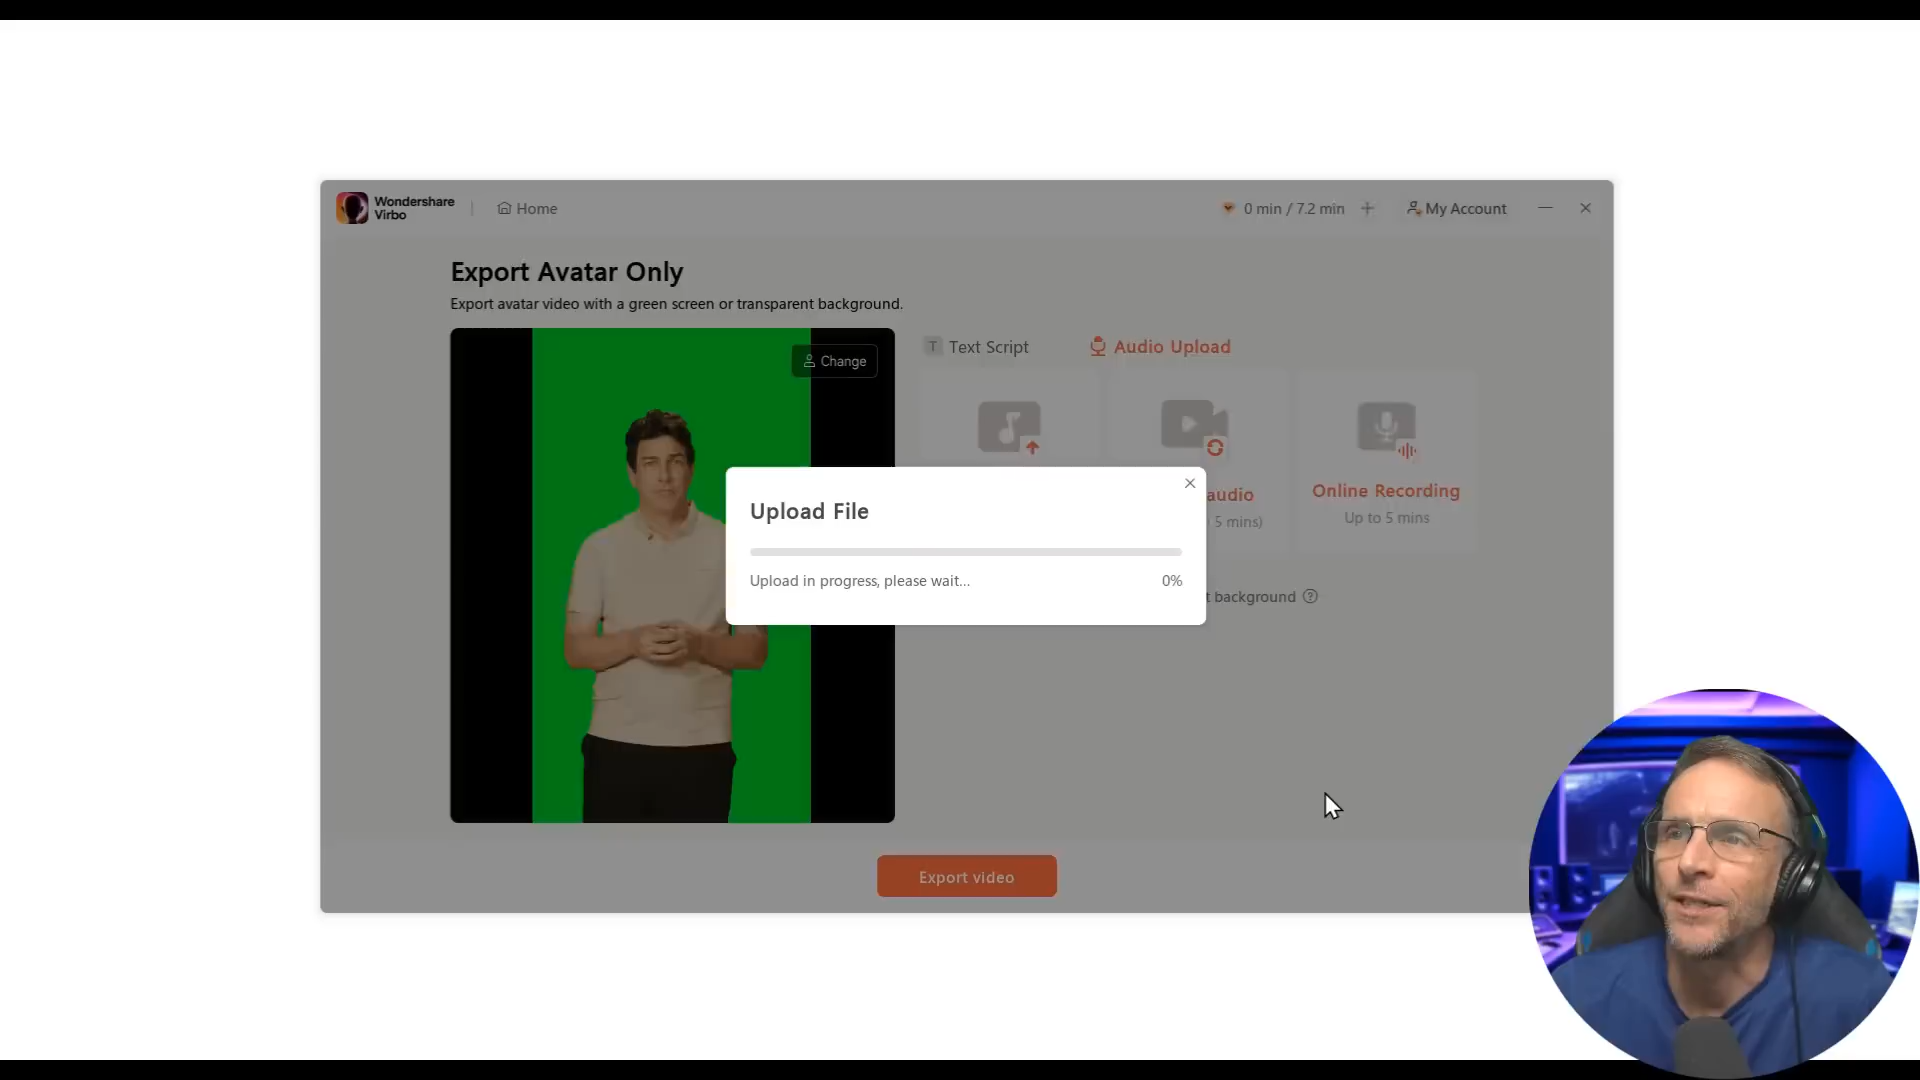 Wondershare
Virbo
Home
0 min / 7.2 min
My Account
Export Avatar Only
Export avatar video with a green screen or transparent background.
Change
T Text Script
Audio Upload
Upload File
Upload in progress, please wait...
0%
audio
5 mins)
Online Recording
Up to 5 mins
t background
Export video